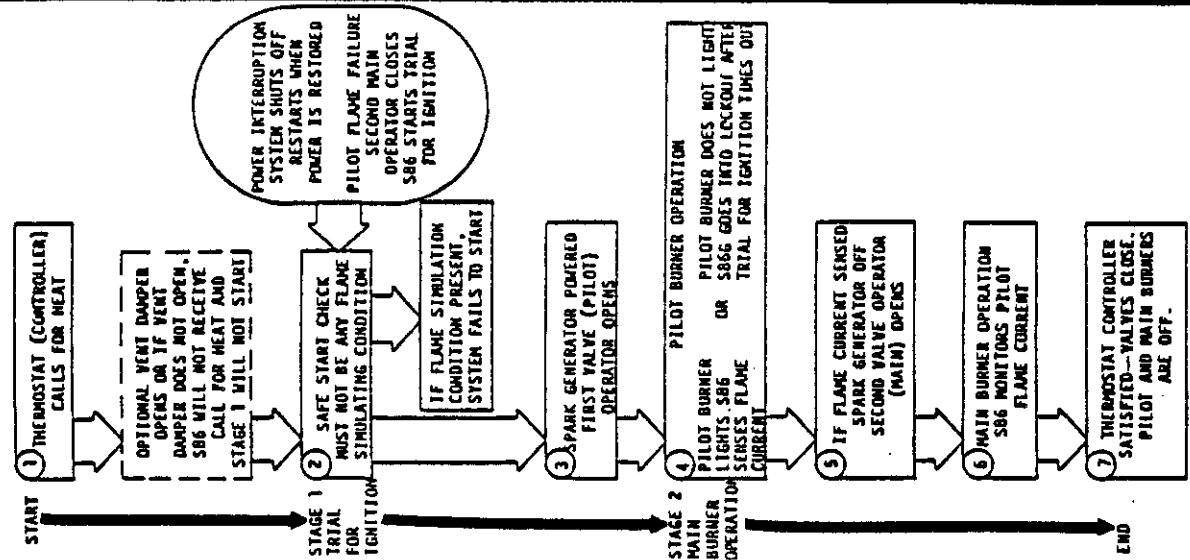 START
1 THERMOSTAT (CONTROLLER)
CALLS FOR HEAT
OPTIONAL VENT DAMPER
OPENS OR IF VENT
DAMPER DOES NOT OPEN,
S86 WILL NOT RECEIVE
CALL FOR HEAT AND
STAGE 1 WILL NOT START
POWER INTERRUPTION
SYSTEM SHUTS OFF
RESTARTS WHEN
POWER IS RESTORED
PILOT FLAME FAILURE
SECOND MAIN
OPERATOR CLOSES
S86 STARTS TRIAL
FOR IGNITION
STAGE 1
TRIAL
FOR
IGNITION
2 SAFE START CHECK
MUST NOT BE ANY FLAME
SIMULATING CONDITION
IF FLAME SIMULATION
CONDITION PRESENT,
SYSTEM FAILS TO START
3 SPARK GENERATOR POWERED
FIRST VALVE (PILOT)
OPERATOR OPENS
STAGE 2
MAIN
BURNER
OPERATION
4 PILOT BURNER OPERATION
PILOT BURNER
LIGHTS.S86
SENSES FLAME
CURRENT
OR
PILOT BURNER DOES NOT LIGHT
S86G GOES INTO LOCKOUT AFTER
TRIAL FOR IGNITION TIMES OUT
5 IF FLAME CURRENT SENSED
SPARK GENERATOR OFF
SECOND VALVE OPERATOR
(MAIN) OPENS
6 MAIN BURNER OPERATION
S86 MONITORS PILOT
FLAME CURRENT
END
7 THERMOSTAT CONTROLLER
SATISFIED—VALVES CLOSE.
PILOT AND MAIN BURNERS
ARE OFF.